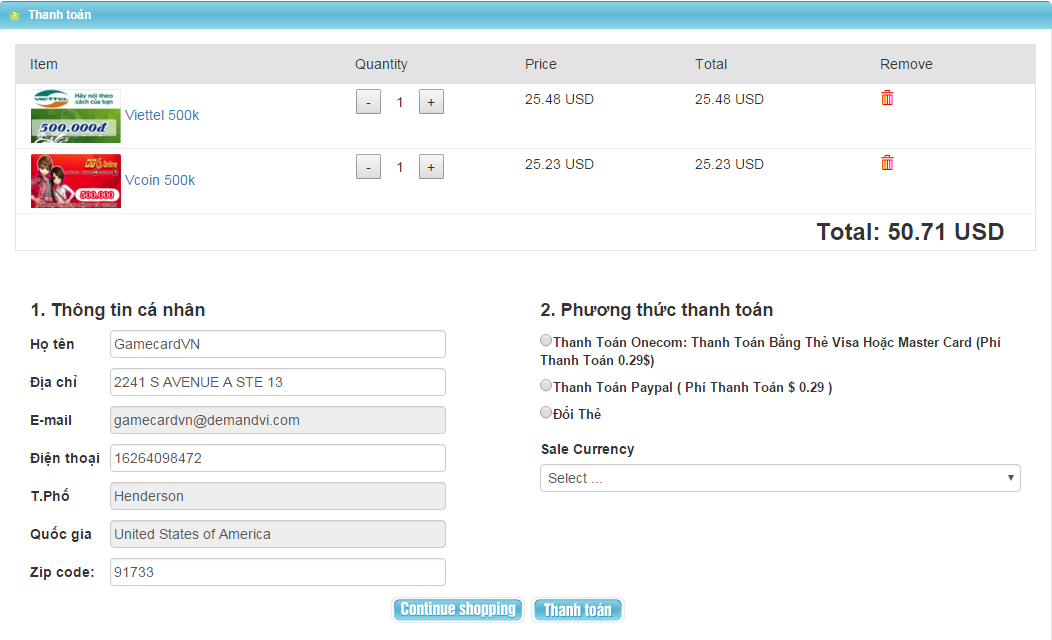 Thanh toán
Item Quantity Price Total Remove
VIETTEL Hãy nói theo
cách của bạn
500.000đ
Viettel 500k - 1 + 25.48 USD 25.48 USD
500.000
Vcoin 500k - 1 + 25.23 USD 25.23 USD
Total: 50.71 USD
1. Thông tin cá nhân
Họ tên GamecardVN
Địa chỉ 2241 S AVENUE A STE 13
E-mail gamecardvn@demandvi.com
Điện thoại 16264098472
T.Phố Henderson
Quốc gia United States of America
Zip code: 91733
2. Phương thức thanh toán
Thanh Toán Onecom: Thanh Toán Bằng Thẻ Visa Hoặc Master Card (Phí
Thanh Toán 0.29$)
Thanh Toán Paypal ( Phí Thanh Toán $ 0.29 )
Đổi Thẻ
Sale Currency
Select ...
Continue shopping Thanh toán